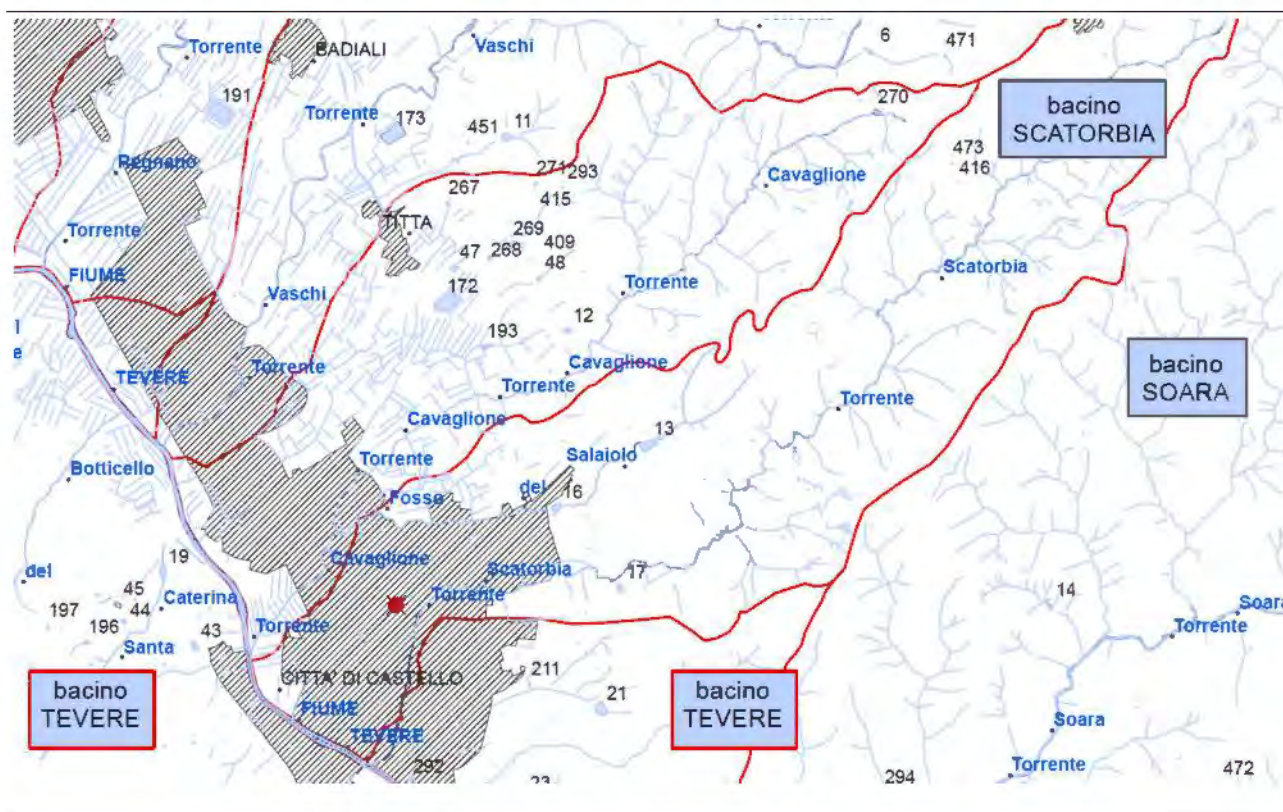 6
471
Torrente
BADIALI
Vaschi
191
270
bacino
SCATORBIA
Torrente
173
451
11
473
416
Regnano
271
293
267
Cavaglione
415
TITTA
269
Torrente
47
268
409
48
FIUME
Scatorbia
172
Torrente
Vaschi
12
193
bacino
SOARA
TEVERE
Torrente
Cavaglione
Torrente
Torrente
Cavaglione
13
Botticello
Torrente
Salaiolo
del
16
Fosso
19
Cavaglione
del
Scatorbia
17
45
197
44
Caterina
Torrente
14
Soara
196
43
Torrente
Torrente
Santa
211
bacino
TEVERE
CITTA' DI CASTELLO
21
bacino
TEVERE
FIUME
Soara
TEVERE
292
23
294
Torrente
472